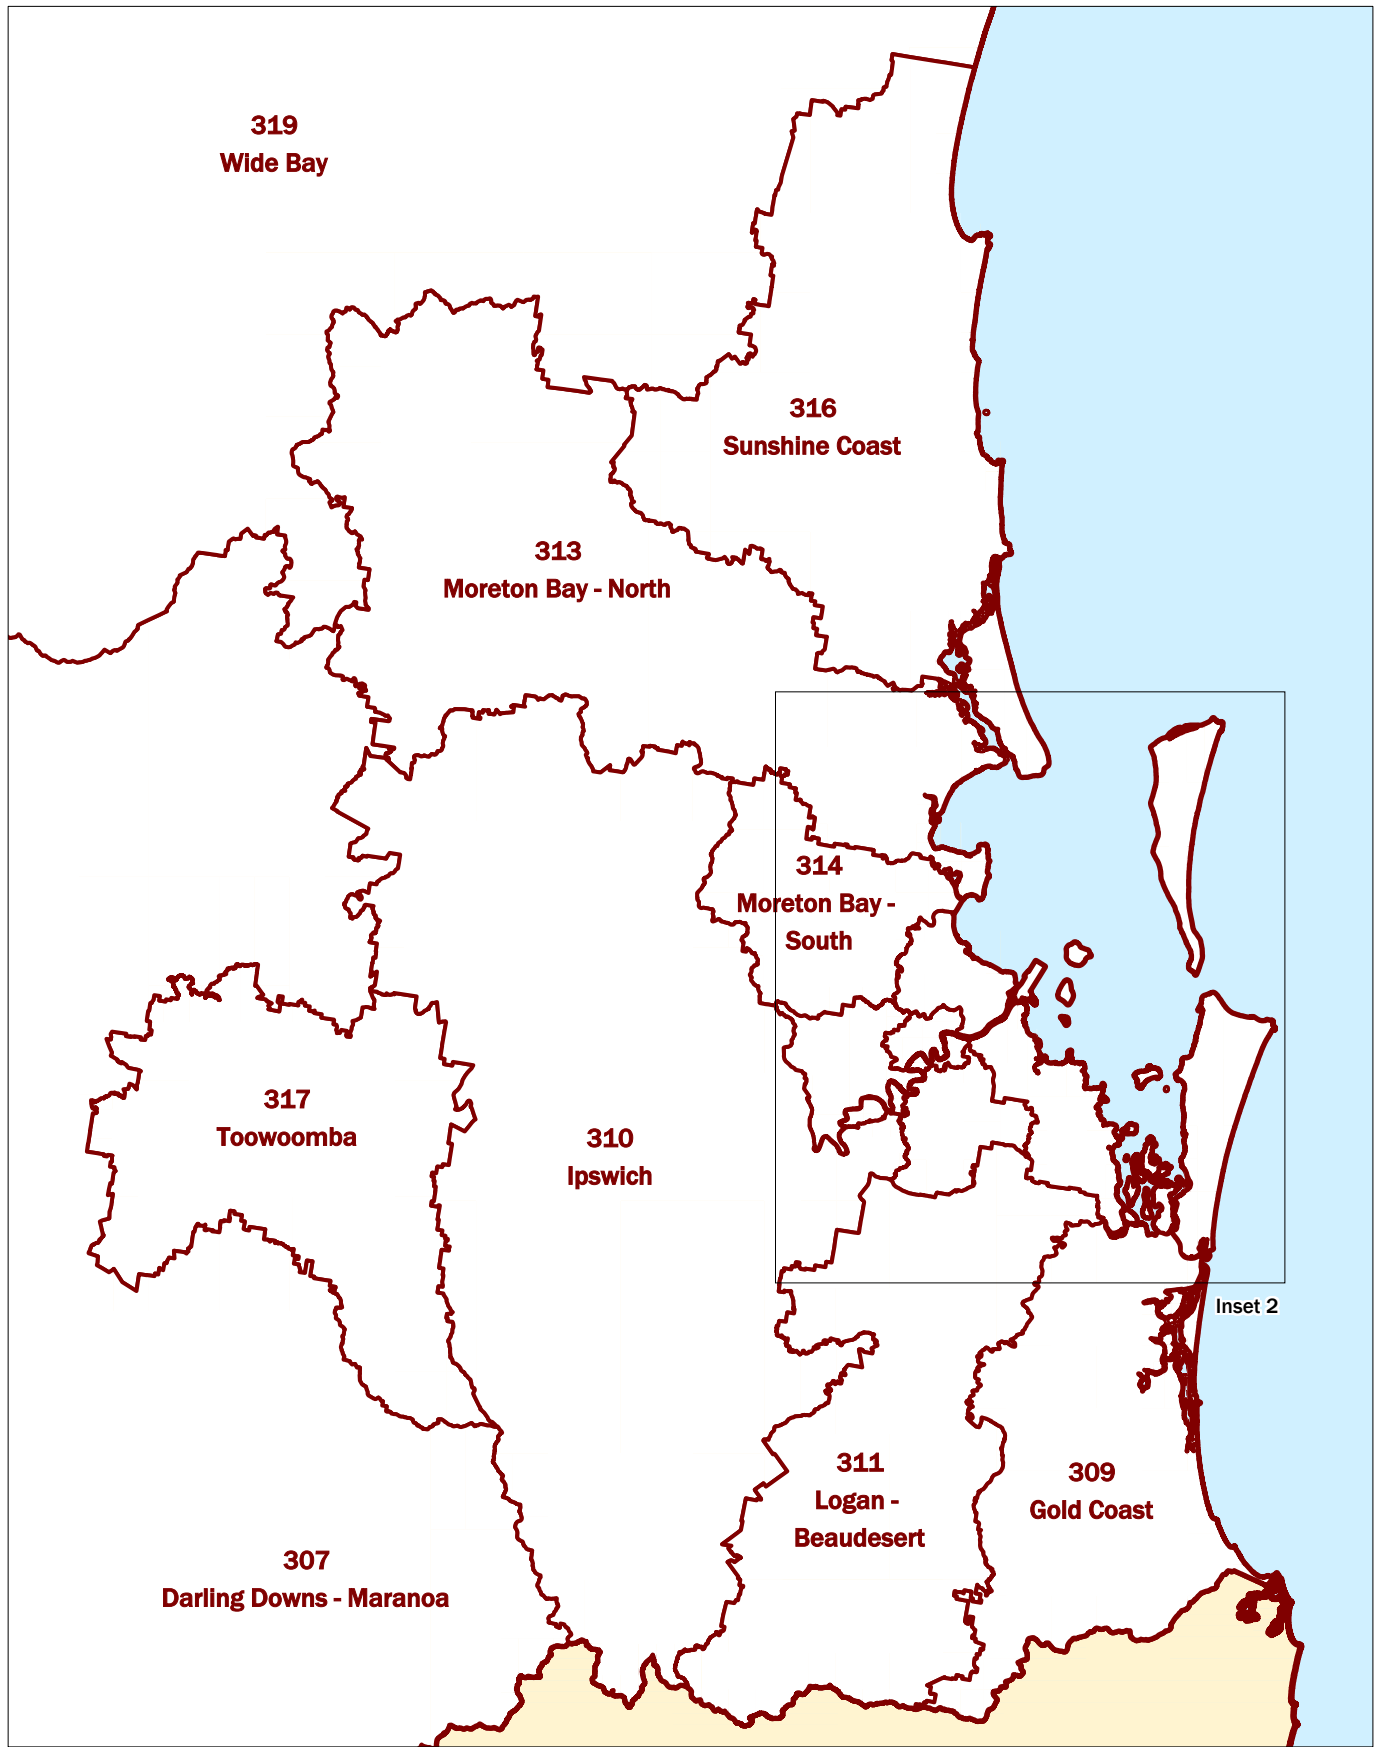 319
Wide Bay
316
Sunshine Coast
313
Moreton Bay - North
314
Moreton Bay -
South
317
Toowoomba
310
Ipswich
Inset 2
311
Logan -
Beaudesert
309
Gold Coast
307
Darling Downs - Maranoa